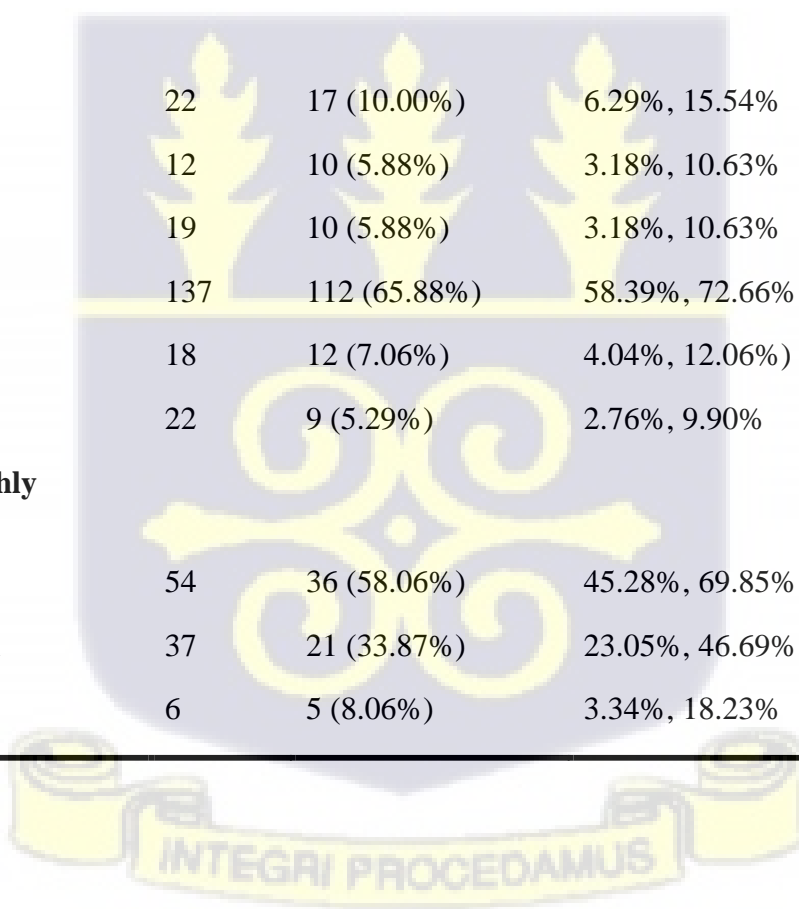 22 17 (10.00%) 6.29%, 15.54%
12 10 (5.88%) 3.18%, 10.63%
19 10 (5.88%) 3.18%, 10.63%
137 112 (65.88%) 58.39%, 72.66%
18 12 (7.06%) 4.04%, 12.06%)
22 9 (5.29%) 2.76%, 9.90%
hly
54 36 (58.06%) 45.28%, 69.85%
37 21 (33.87%) 23.05%, 46.69%
6 5 (8.06%) 3.34%, 18.23%
INTEGRI PROCEDAMUS